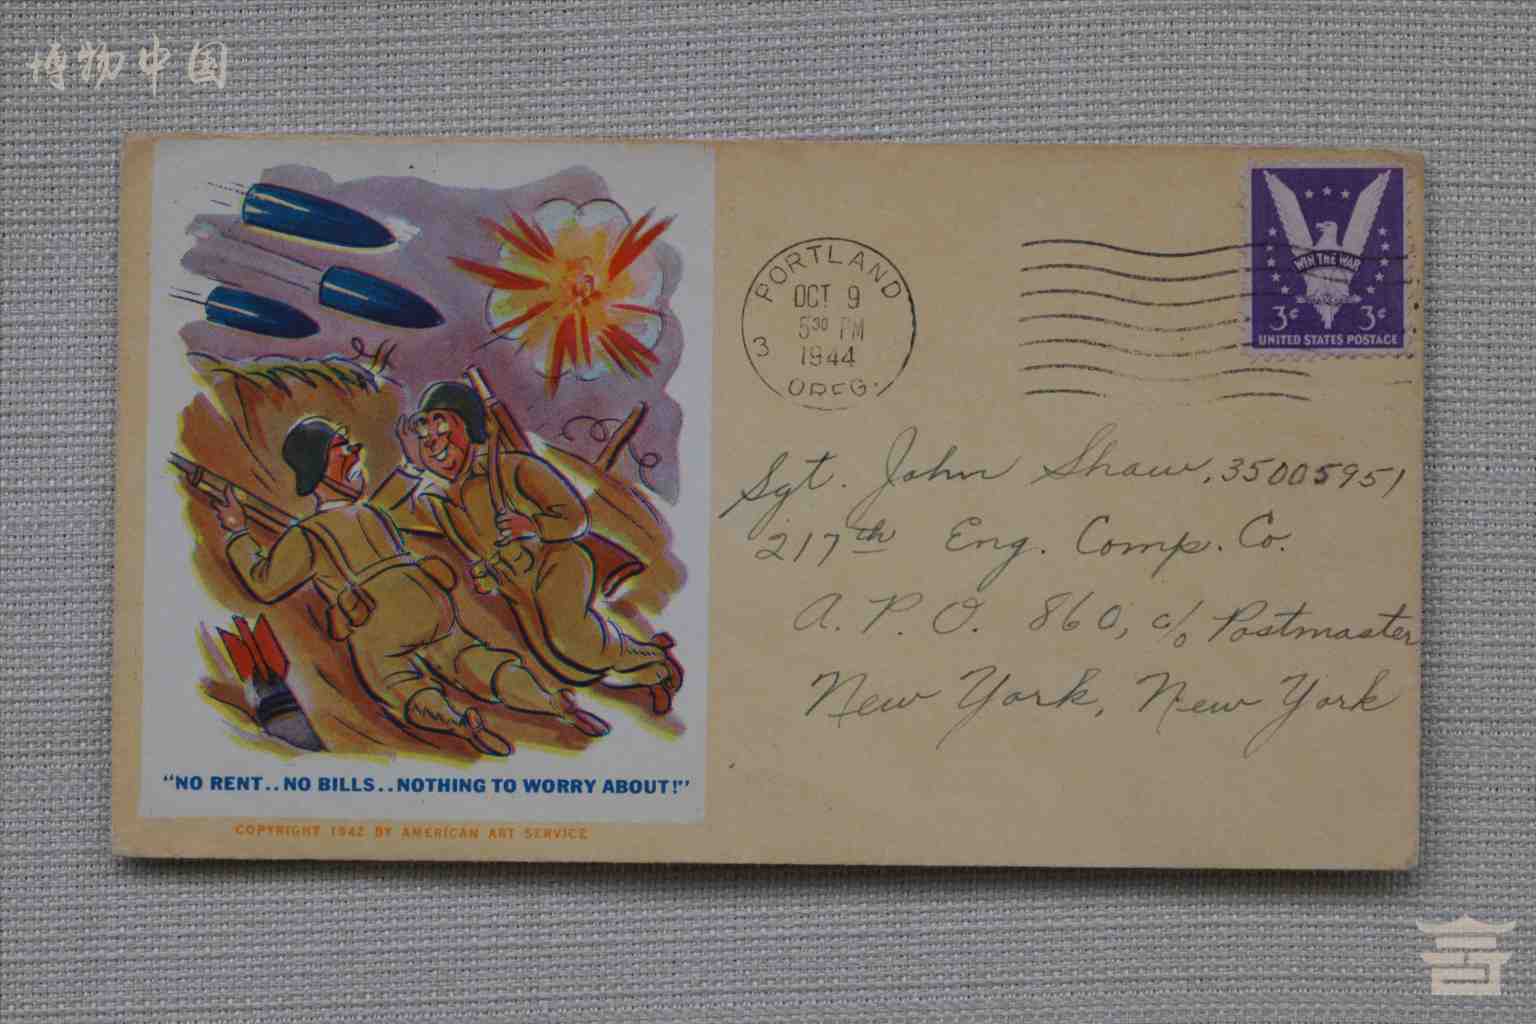 博物中国
PORTLAND
OCT 9
530 PM
1944
3
OREG.
WIN THE WAR
3¢ 3¢
UNITED STATES POSTAGE
Sgt. John Shaw, 35005951
217th Eng. Comp. Co.
A. P. O. 860, c/o Postmaster
New York, New York
"NO RENT..NO BILLS..NOTHING TO WORRY ABOUT!"
COPYRIGHT 1942 BY AMERICAN ART SERVICE